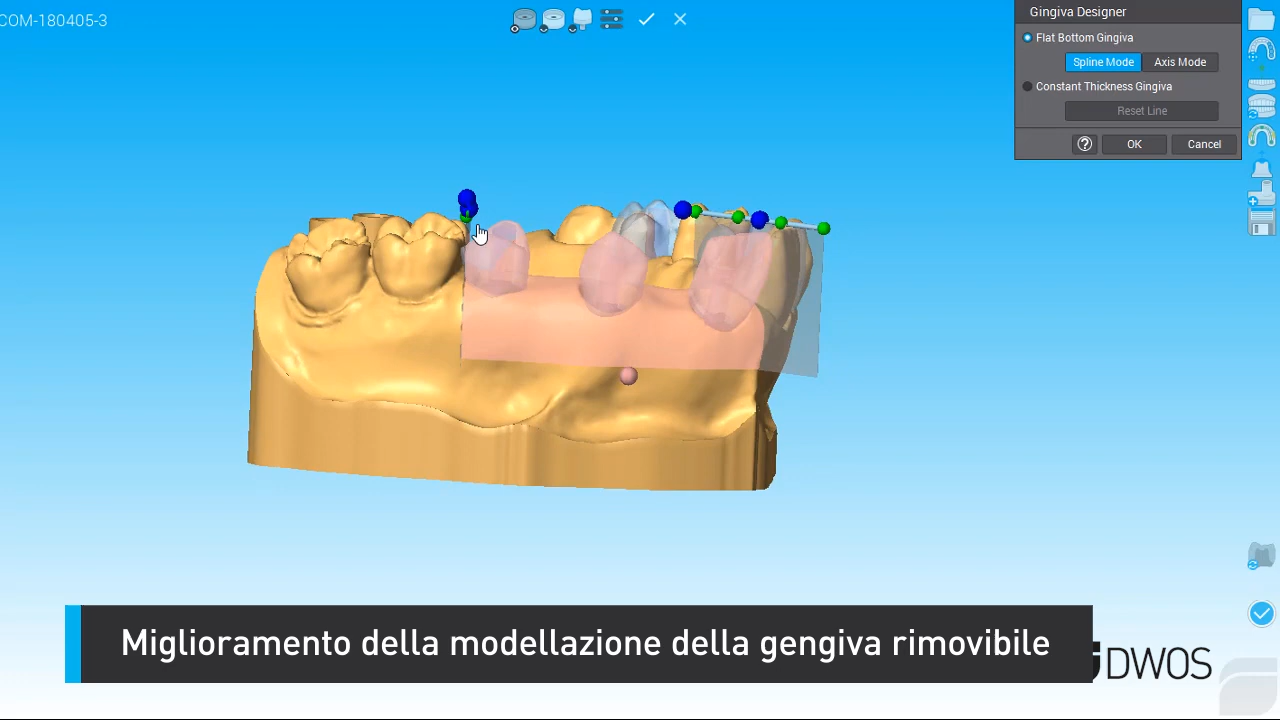 COM-180405-3
Gingiva Designer
Flat Bottom Gingiva
Spline Mode
Axis Mode
Constant Thickness Gingiva
Reset Line
?
OK
Cancel
Miglioramento della modellazione della gengiva rimovibile
DWOS